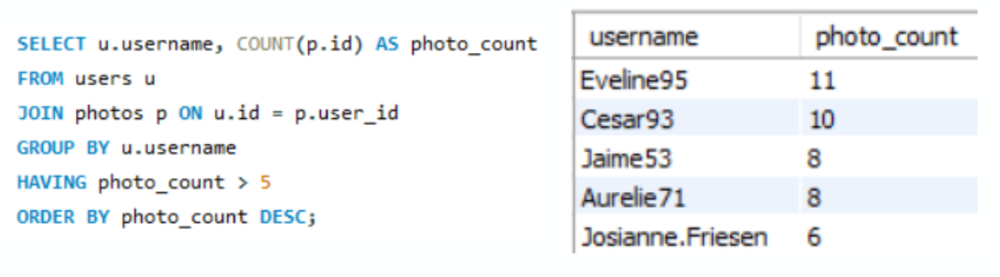 SELECT u.username, COUNT(p.id) AS photo_count
FROM users u
JOIN photos p ON u.id = p.user_id
GROUP BY u.username
HAVING photo_count > 5
ORDER BY photo_count DESC;
username photo_count
Eveline95 11
Cesar93 10
Jaime53 8
Aurelie71 8
Josianne.Friesen 6